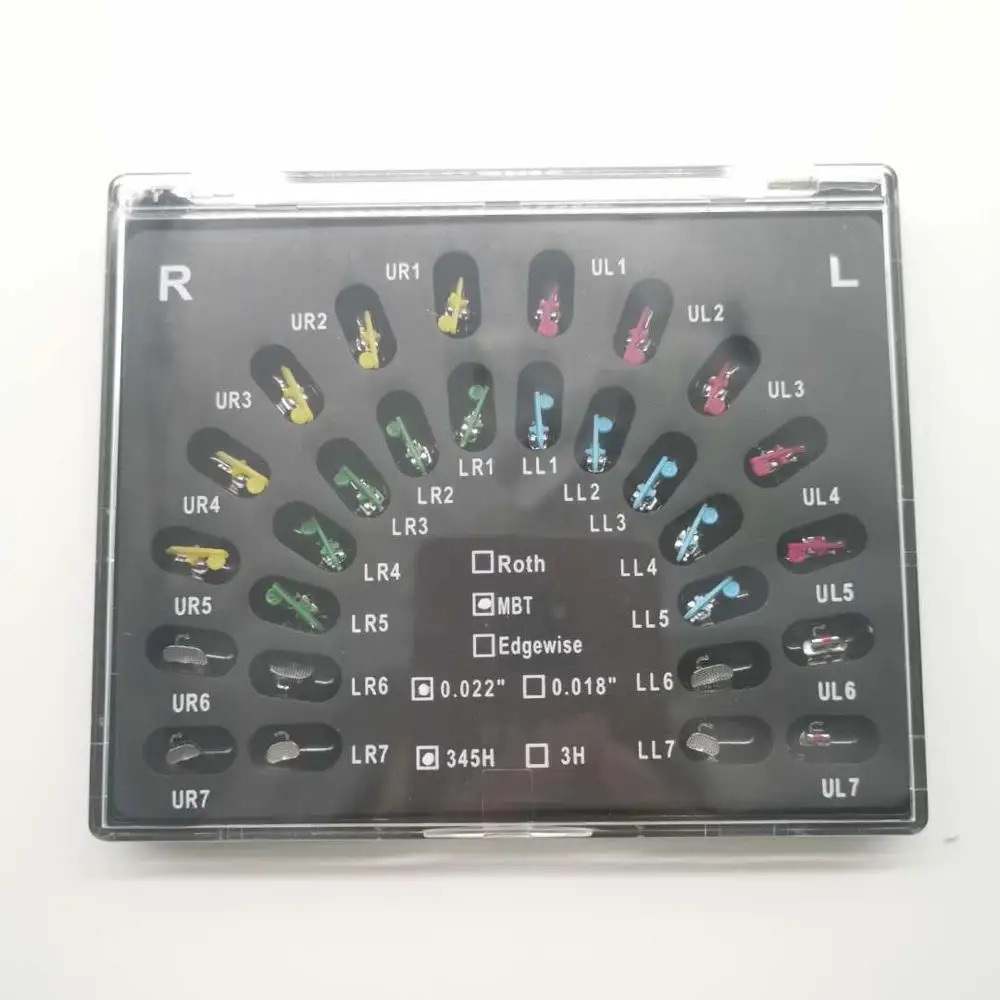 R
L
UR1
UL1
UR2
UL2
UR3
UL3
LR1
LL1
LR2
LL2
UR4
UL4
LR3
LL3
LR4
LL4
Roth
UR5
UL5
MBT
LR5
LL5
Edgewise
LR6
0.022"
0.018"
LL6
UR6
UL6
LR7
345H
3H
LL7
UR7
UL7